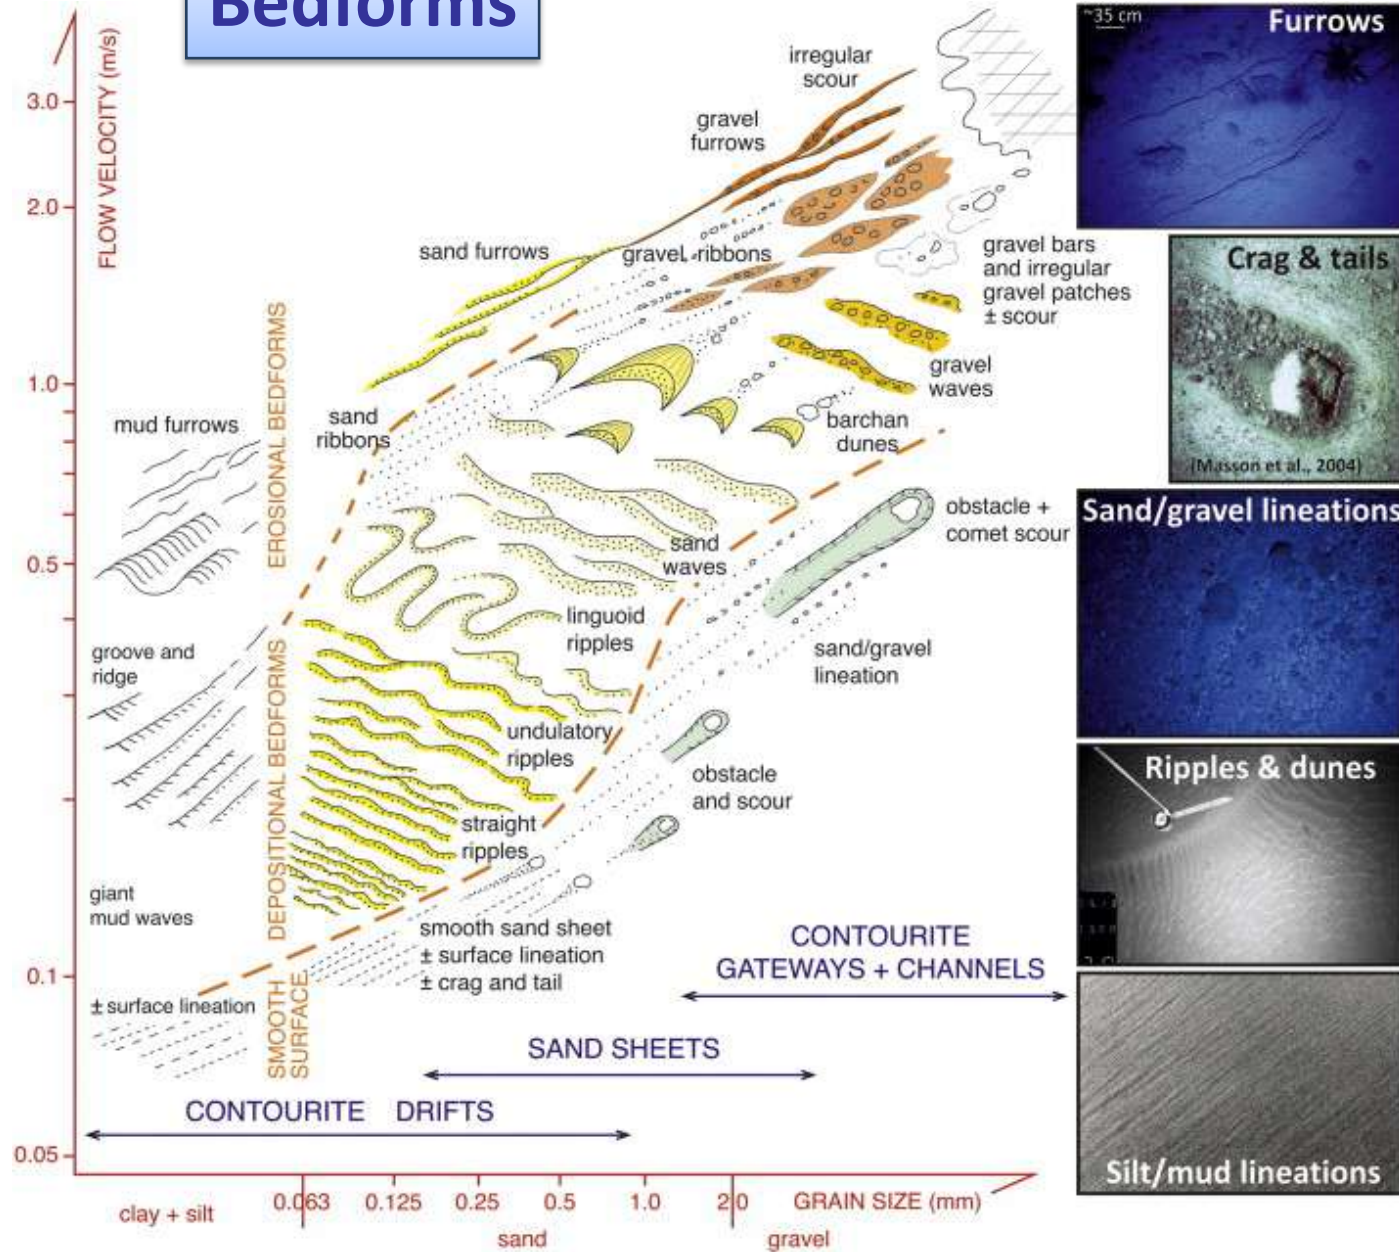 Bedforms
FLOW VELOCITY (m/s)
3.0
2.0
1.0
0.5
0.1
0.05
irregular
scour
gravel
furrows
sand furrows
gravel ribbons
gravel bars
and irregular
gravel patches
± scour
gravel
waves
barchan
dunes
sand
ribbons
mud furrows
EROSIONAL BEDFORMS
obstacle +
comet scour
sand
waves
linguoid
ripples
sand/gravel
lineation
groove and
ridge
DEPOSITIONAL BEDFORMS
undulatory
ripples
obstacle
and scour
straight
ripples
giant
mud waves
smooth sand sheet
± surface lineation
± crag and tail
± surface lineation
SMOOTH
SURFACE
CONTOURITE
GATEWAYS + CHANNELS
SAND SHEETS
CONTOURITE DRIFTS
0.063 0.125 0.25 0.5 1.0 2.0 GRAIN SIZE (mm)
clay + silt
sand gravel
~35 cm
Furrows
Crag & tails
(Masson et al., 2004)
Sand/gravel lineations
Ripples & dunes
Silt/mud lineations